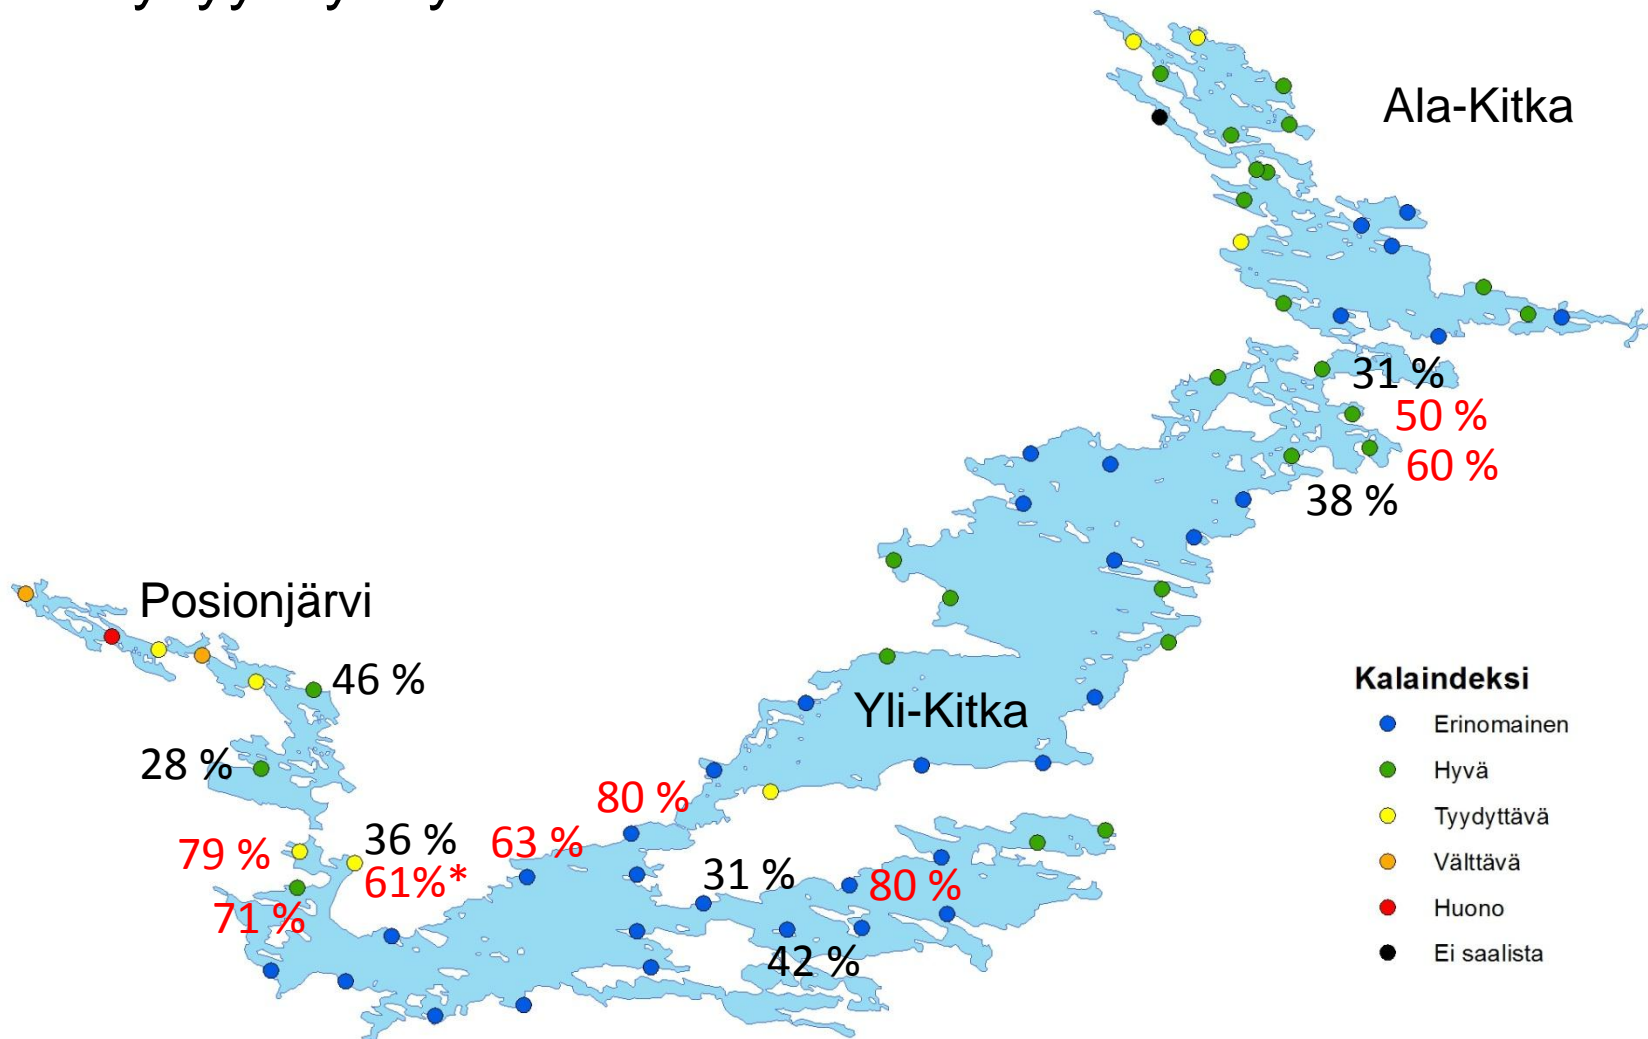 Ala-Kitka
31 %
50 %
60 %
38 %
Posionjärvi
46 %
28 %
Yli-Kitka
80 %
36 %
63 %
79 %
61%*
31 %
80 %
71 %
42 %
Kalaindeksi
Erinomainen
Hyvä
Tyydyttävä
Välttävä
Huono
Ei saalista